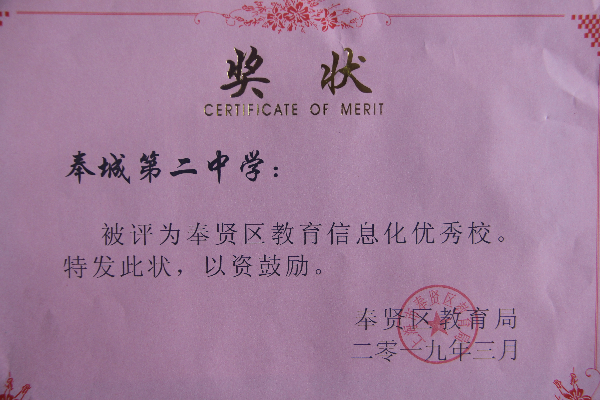 奖状
CERTIFICATE OF MERIT
奉城第二中学：
被评为奉贤区教育信息化优秀校。
特发此状，以资鼓励。
奉贤区教育局
二零一九年三月